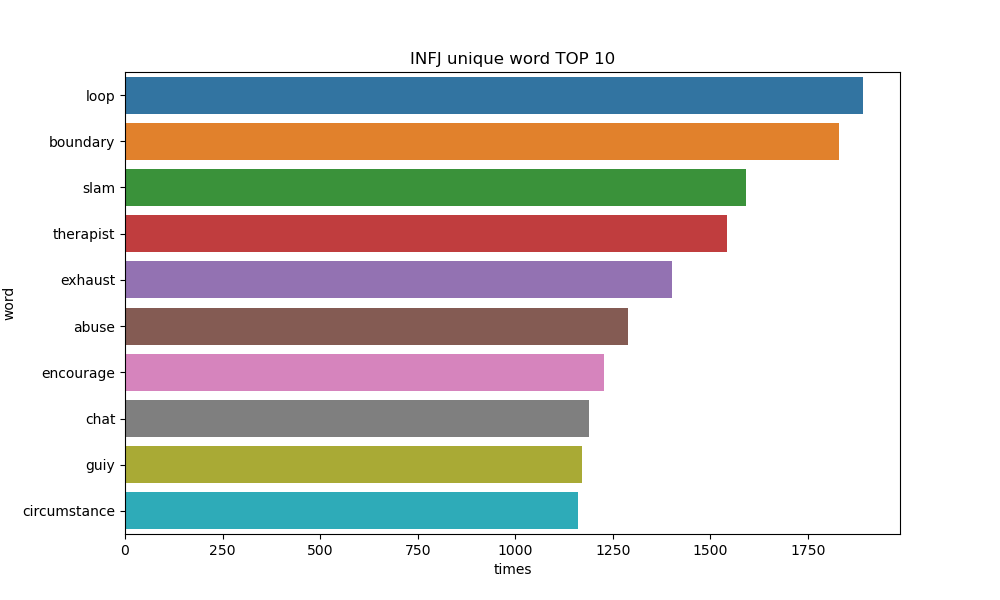 INFJ unique word TOP 10
word
loop
boundary
slam
therapist
exhaust
abuse
encourage
chat
guiy
circumstance
0 250 500 750 1000 1250 1500 1750
times